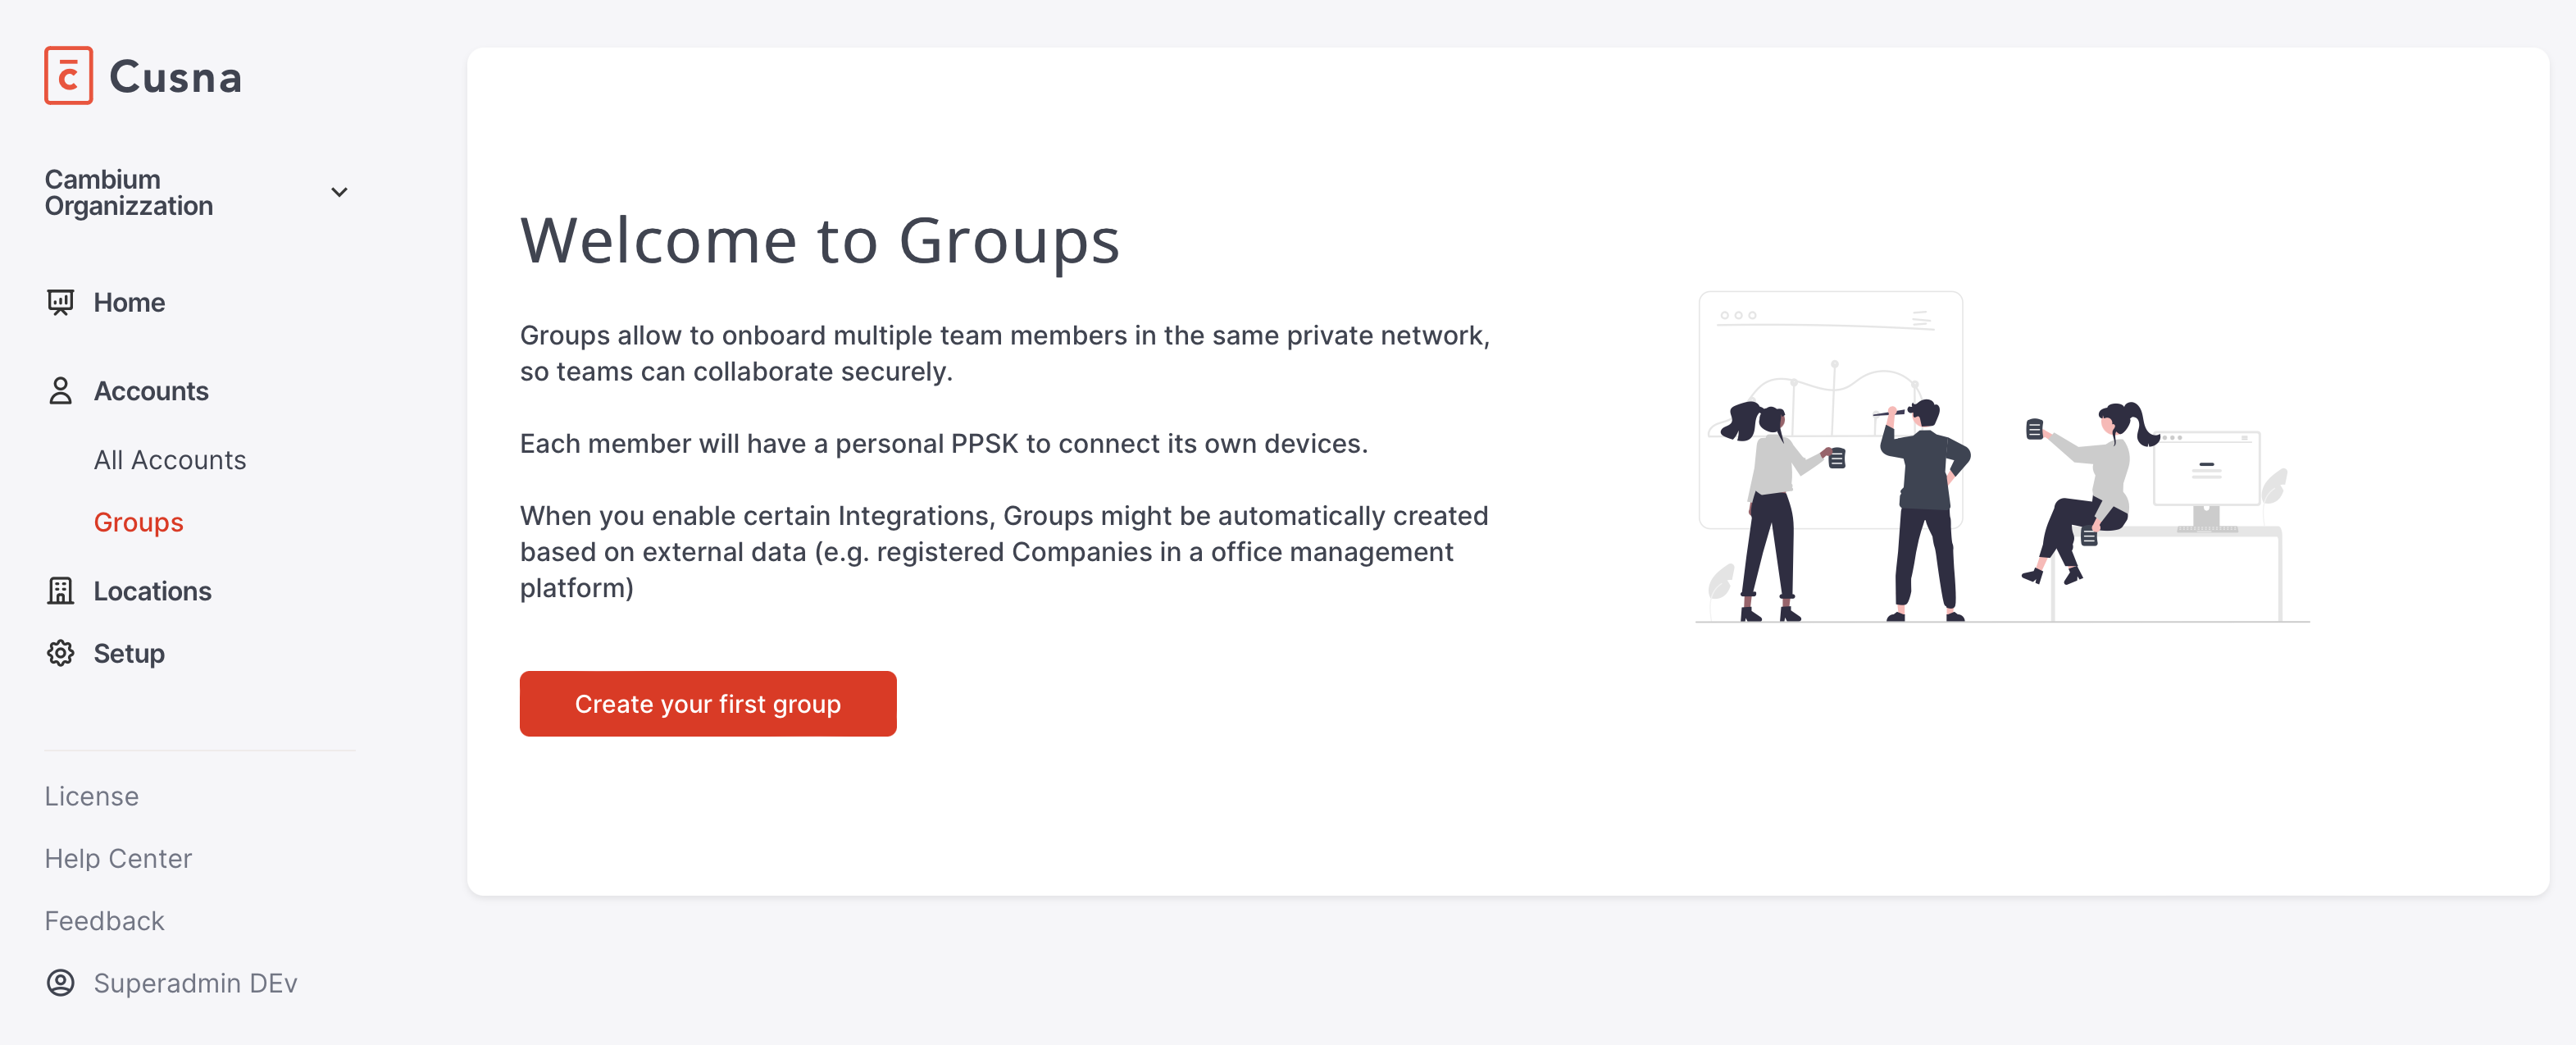 c Cusna
Cambium
Organizzation
Home
Accounts
All Accounts
Groups
Locations
Setup
License
Help Center
Feedback
Superadmin DEv
Welcome to Groups
Groups allow to onboard multiple team members in the same private network,
so teams can collaborate securely.
Each member will have a personal PPSK to connect its own devices.
When you enable certain Integrations, Groups might be automatically created
based on external data (e.g. registered Companies in a office management
platform)
Create your first group